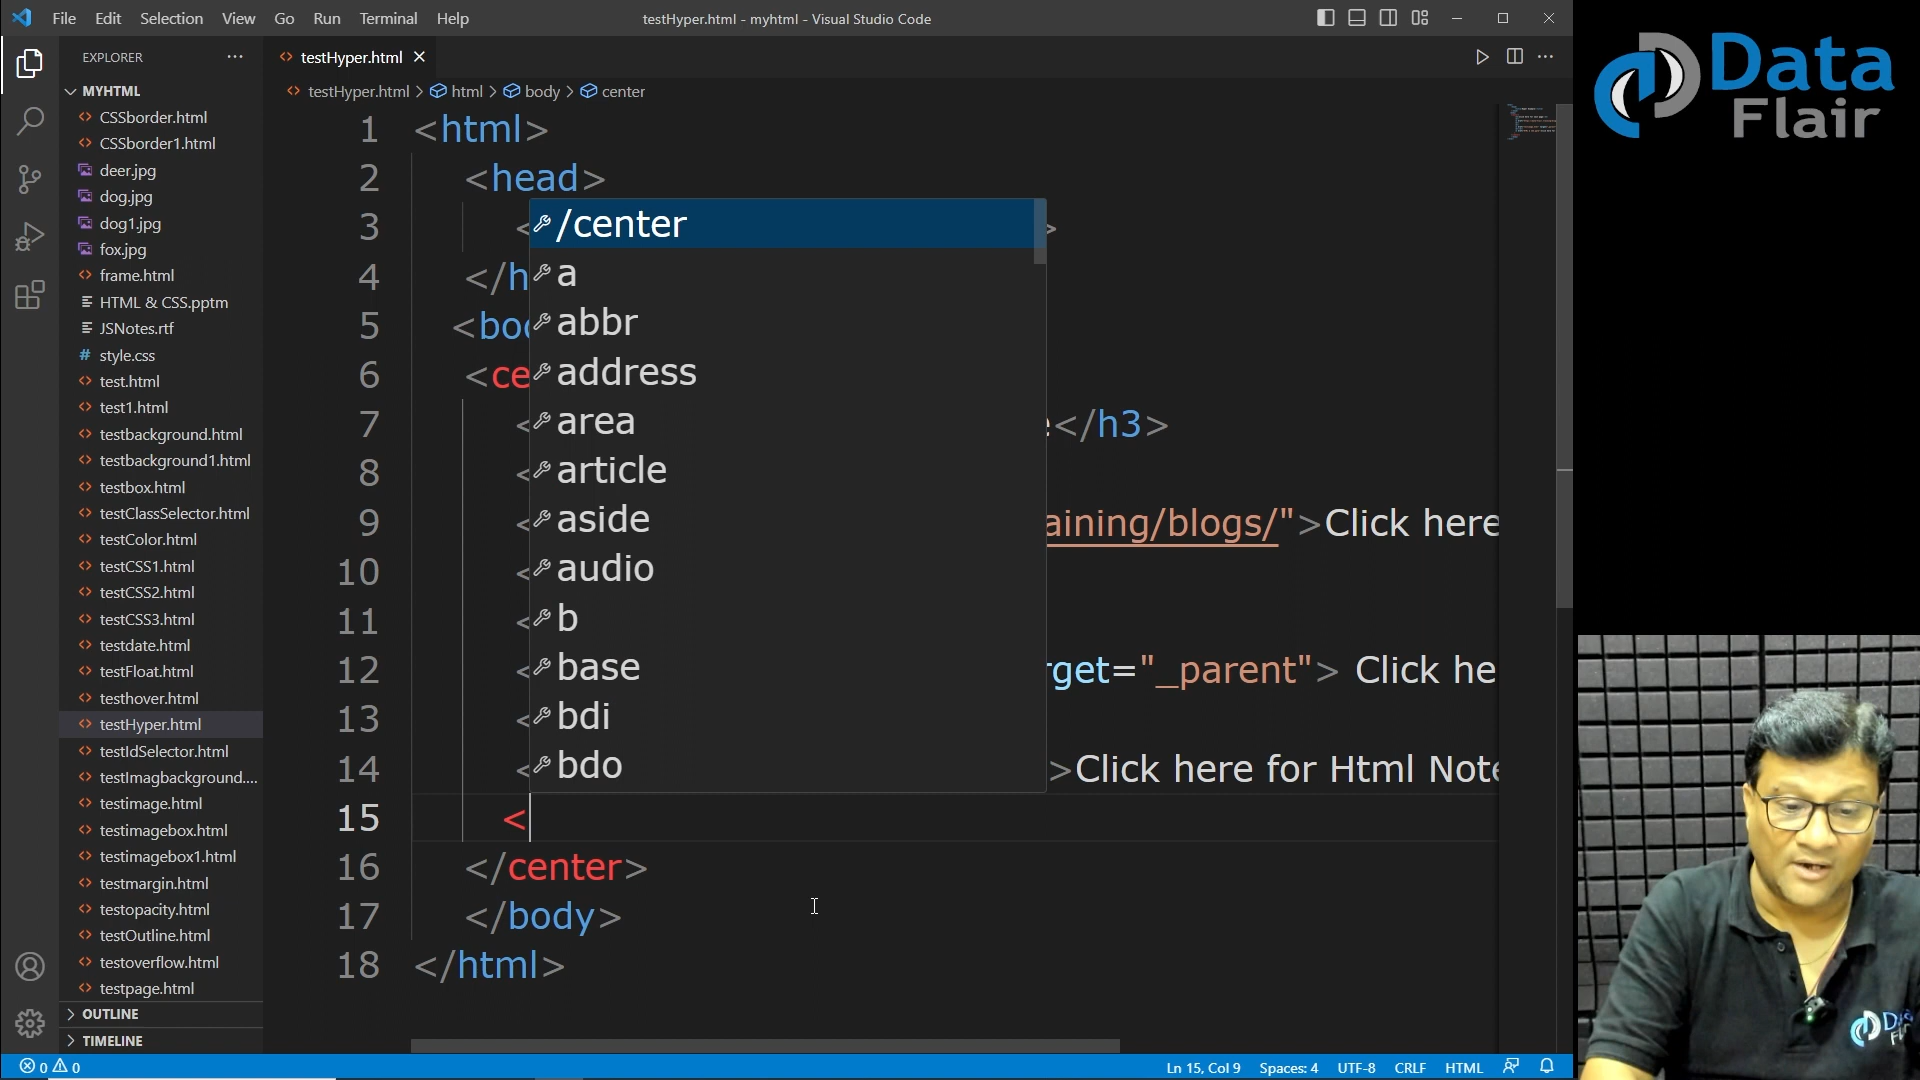 File Edit Selection View Go Run Terminal Help
testHyper.html - myhtml - Visual Studio Code
EXPLORER
MYHTML
CSSborder.html
CSSborder1.html
deer.jpg
dog.jpg
dog1.jpg
fox.jpg
frame.html
HTML & CSS.pptm
JSNotes.rtf
# style.css
test.html
test1.html
testbackground.html
testbackground1.html
testbox.html
testClassSelector.html
testColor.html
testCSS1.html
testCSS2.html
testCSS3.html
testdate.html
testFloat.html
testhover.html
testHyper.html
testIdSelector.html
testImagbackground....
testimage.html
testimagebox.html
testimagebox1.html
testmargin.html
testopacity.html
testOutline.html
testoverflow.html
testpage.html
OUTLINE
TIMELINE
testHyper.html
testHyper.html > html > body > center
1 <html>
2 <head>
3 < >
4 </h
5 <bo
6 <ce
7 < </h3>
8 <
9 < aining/blogs/">Click here
10 <
11 <
12 < rget="_parent"> Click he
13 <
14 < >Click here for Html Note
15 <
16 </center>
17 </body>
18 </html>
/center
a
abbr
address
area
article
aside
audio
b
base
bdi
bdo
0 0
Ln 15, Col 9 Spaces: 4 UTF-8 CRLF HTML
Data
Flair